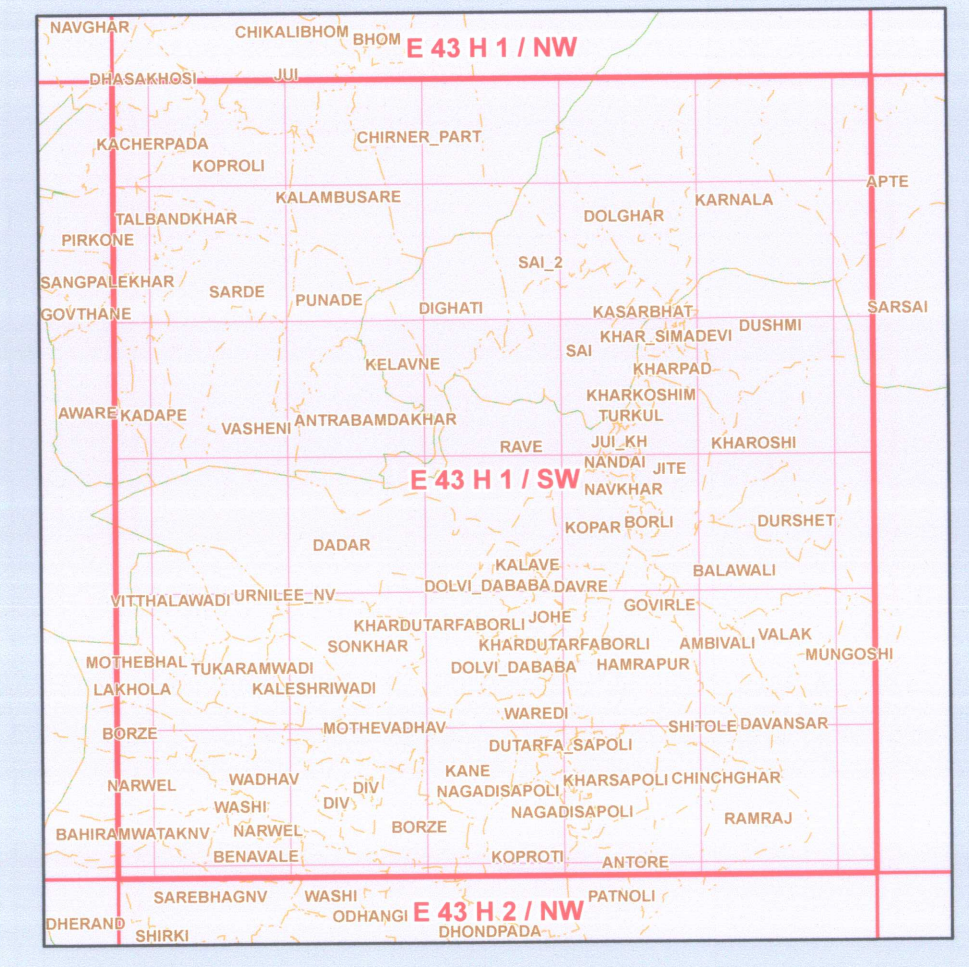 NAVGHAR
CHIKALIBHOM
BHOM
E 43 H 1 / NW
DHASAKHOSI
JUI
CHIRNER_PART
KACHERPADA
KOPROLI
APTE
KALAMBUSARE
KARNALA
TALBANDKHAR
DOLGHAR
PIRKONE
SAI_2
SANGPALEKHAR
SARDE
PUNADE
DIGHATI
SARSAI
GOVTHANE
KASARBHAT
DUSHMI
KHAR_SIMADEVI
SAI
KELAVNE
KHARPAD
KHARKOSHIM
AWARE
KADAPE
TURKUL
VASHENI
ANTRABAMDAKHAR
RAVE
JUI_KH
KHAROSHI
NANDAI
JITE
E 43 H 1 / SW
NAVKHAR
KOPAR
BORLI
DURSHET
DADAR
KALAVE
BALAWALI
DOLVI_DABABA
DAVRE
VITTHALAWADI
URNILEE_NV
GOVIRLE
KHARDUTARFABORLI
JOHE
VALAK
SONKHAR
KHARDUTARFABORLI
AMBIVALI
MUNGOSHI
MOTHEBHAL
TUKARAMWADI
DOLVI_DABABA
HAMRAPUR
LAKHOLA
KALESHRIWADI
WAREDI
BORZE
MOTHEVADHAV
SHITOLE
DAVANSAR
DUTARFA_SAPOLI
KANE
NARWEL
WADHAV
DIV
NAGADISAPOLI
KHARSAPOLI
CHINCHGHAR
WASHI
DIV
NAGADISAPOLI
RAMRAJ
BAHIRAMWATAKNV
NARWEL
BORZE
BENAVALE
KOPROTI
ANTORE
SAREBHAGNV
WASHI
PATNOLI
ODHANGI
E 43 H 2 / NW
DHERAND
SHIRKI
DHONDPADA